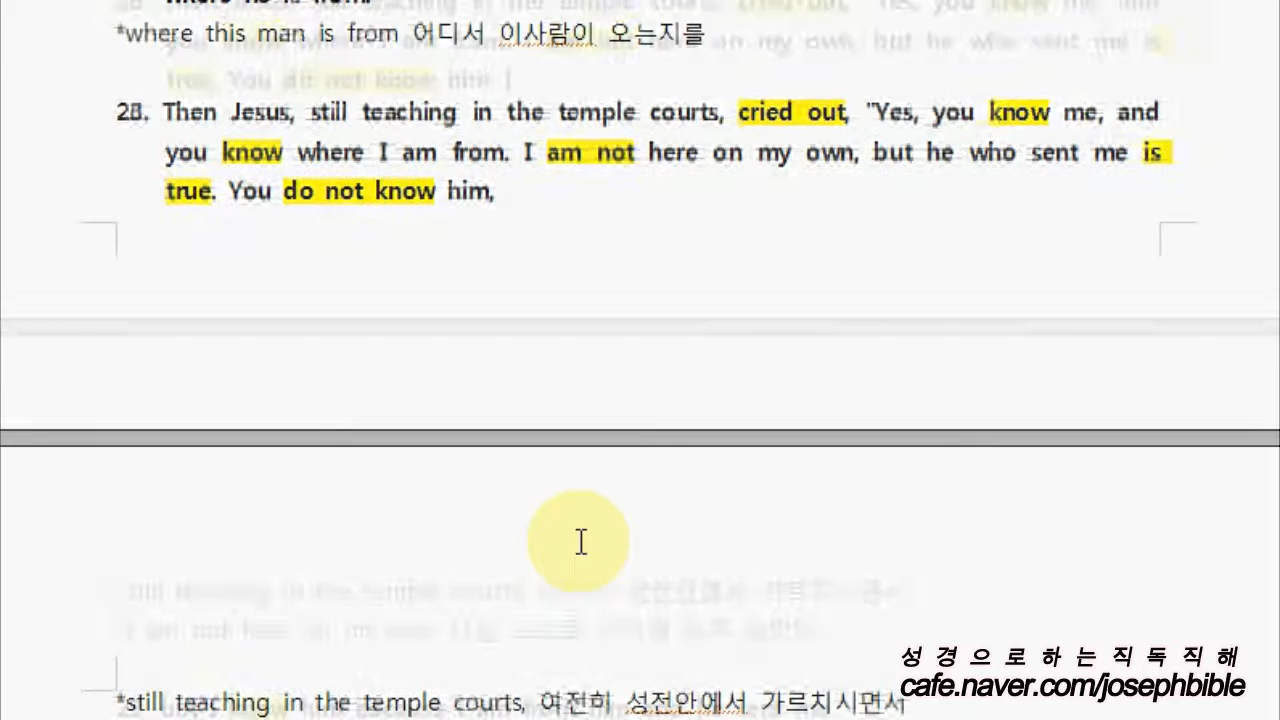 *where this man is from 어디서 이사람이 오는지를
28. Then Jesus, still teaching in the temple courts, cried out, "Yes, you know me, and
you know where I am from. I am not here on my own, but he who sent me is
true. You do not know him,
성경으로하는직독직해
cafe.naver.com/josephbible
*still teaching in the temple courts, 여전히 성전안에서 가르치시면서